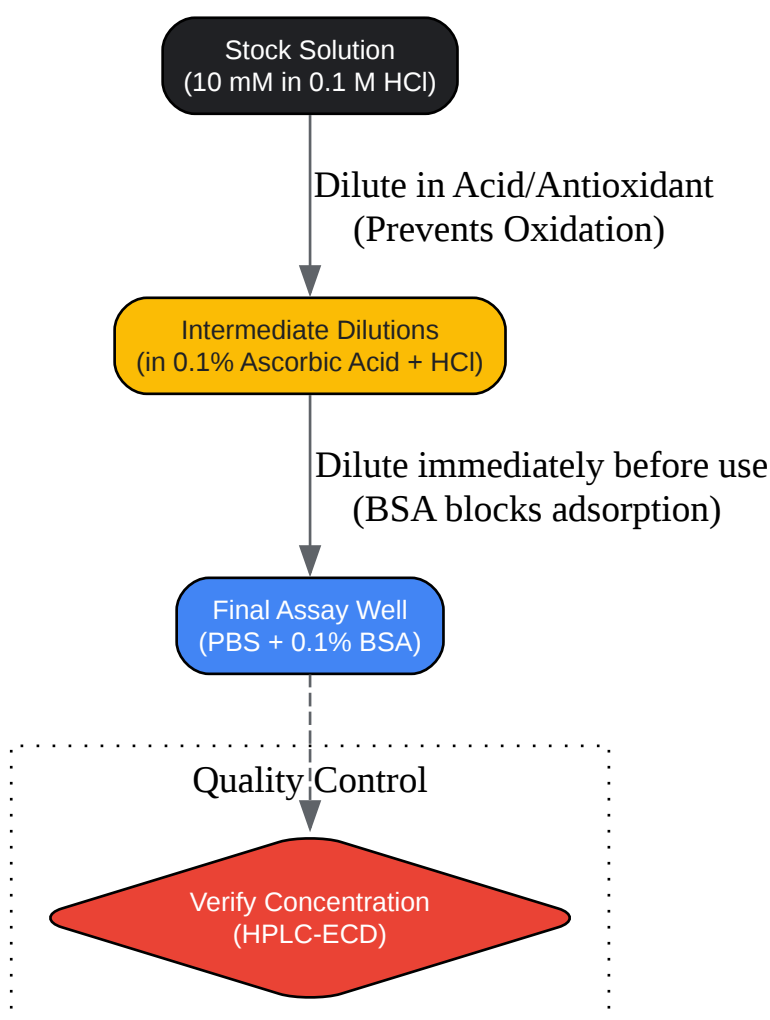 Stock Solution
(10 mM in 0.1 M HCl)
Dilute in Acid/Antioxidant
(Prevents Oxidation)
Intermediate Dilutions
(in 0.1% Ascorbic Acid + HCl)
Dilute immediately before use
(BSA blocks adsorption)
Final Assay Well
(PBS + 0.1% BSA)
Quality Control
Verify Concentration
(HPLC-ECD)